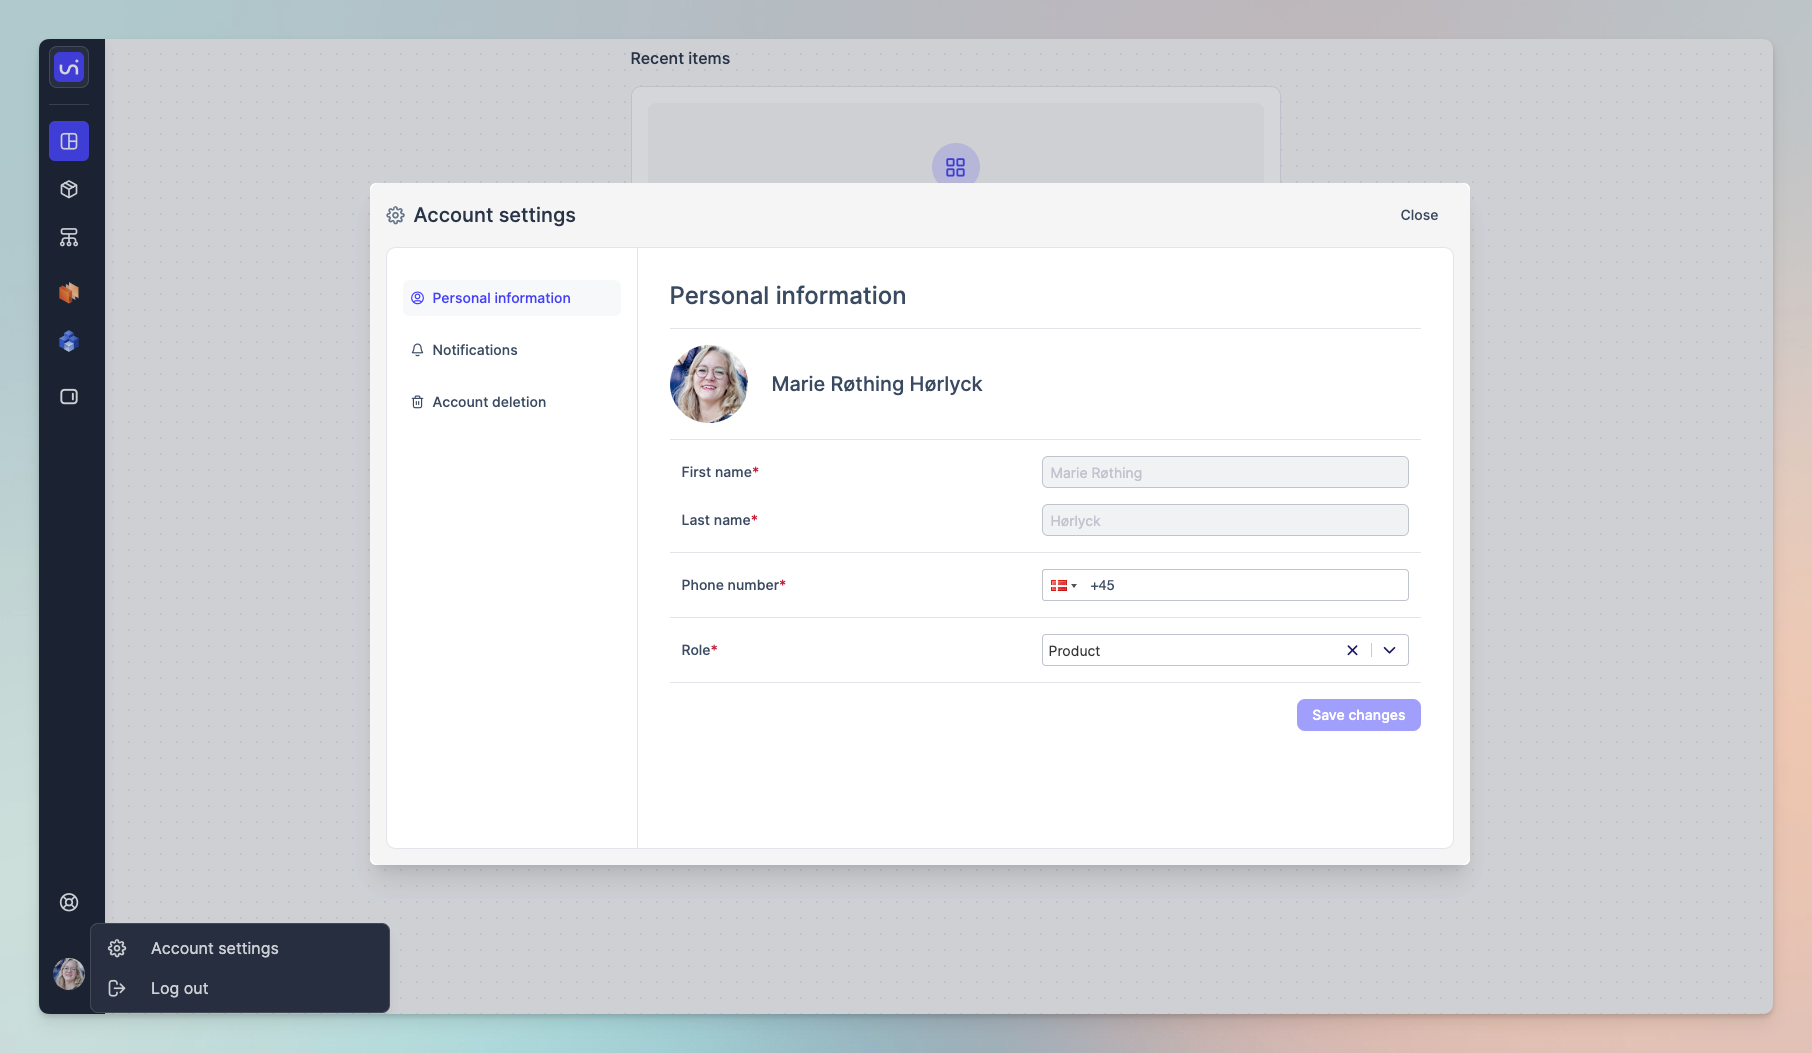 Recent items
Account settings
Close
Personal information
Notifications
Account deletion
Personal information
Marie Røthing Hørlyck
First name*
Marie Røthing
Last name*
Hørlyck
Phone number*
+45
Role*
Product
Save changes
Account settings
Log out